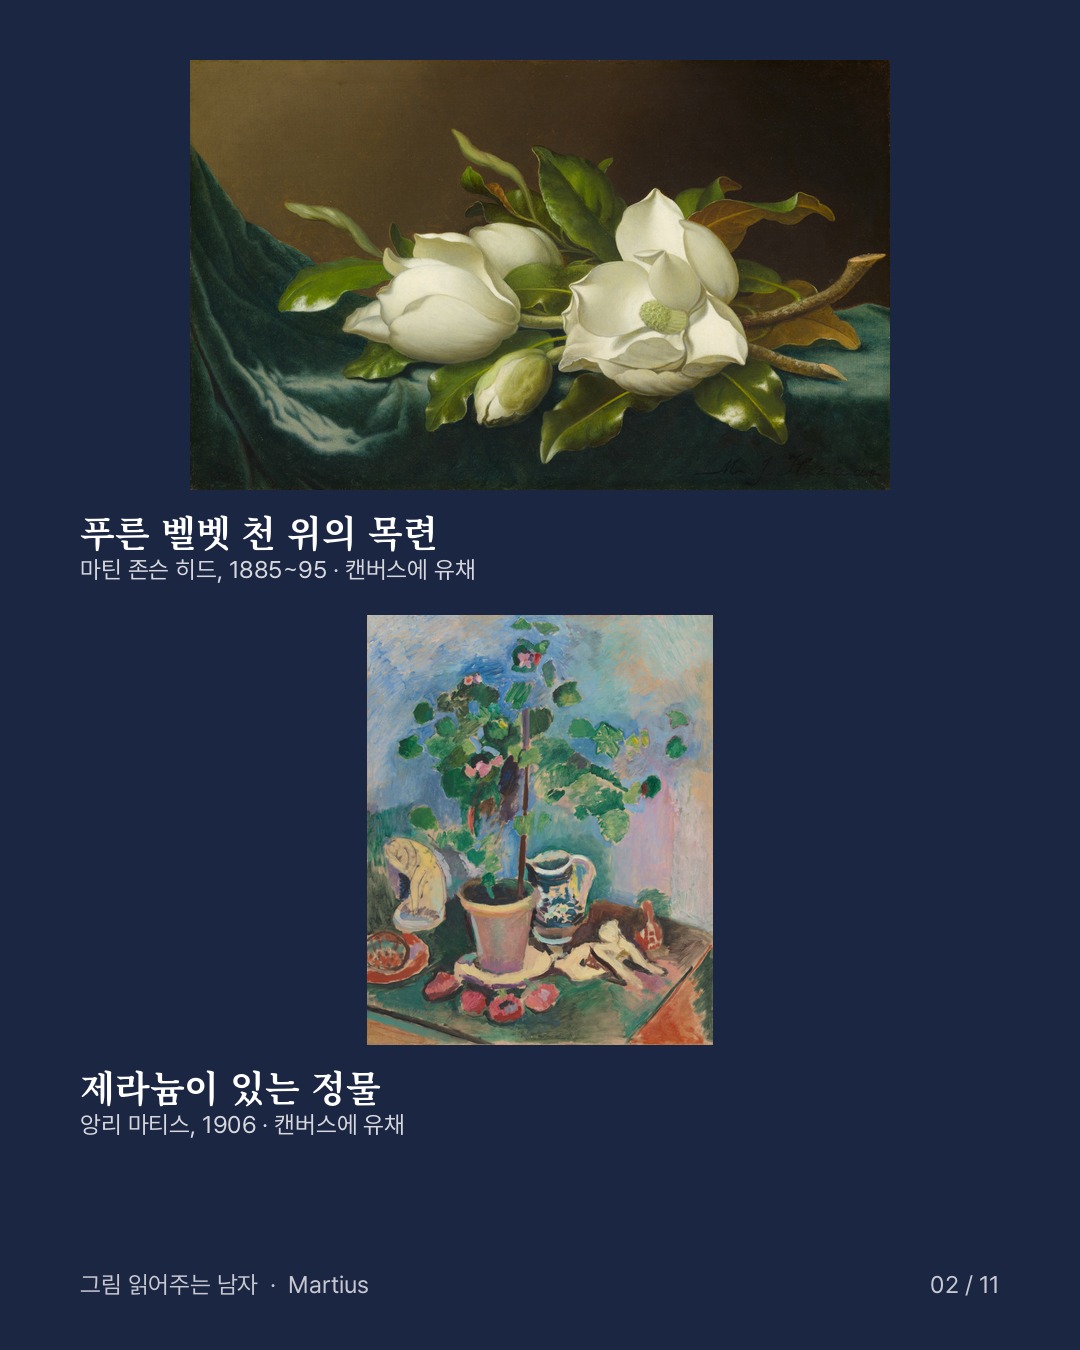 푸른 벨벳 천 위의 목련
마틴 존슨 히드, 1885~95 · 캔버스에 유채
제라늄이 있는 정물
앙리 마티스, 1906 · 캔버스에 유채
그림 읽어주는 남자 · Martius
02 / 11